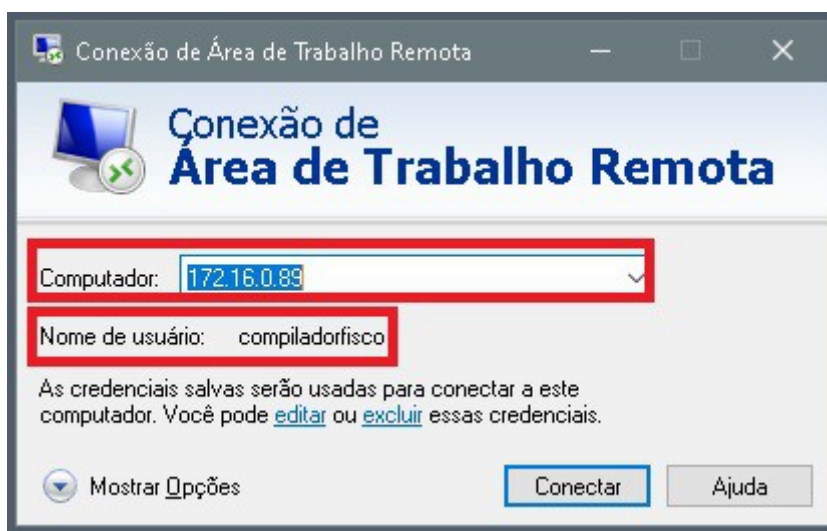 Conexão de Área de Trabalho Remota
Conexão de
Área de Trabalho Remota
Computador: 172.16.0.89
Nome de usuário: compiladorfisco
As credenciais salvas serão usadas para conectar a este
computador. Você pode editar ou excluir essas credenciais.
Mostrar Opções Conectar Ajuda